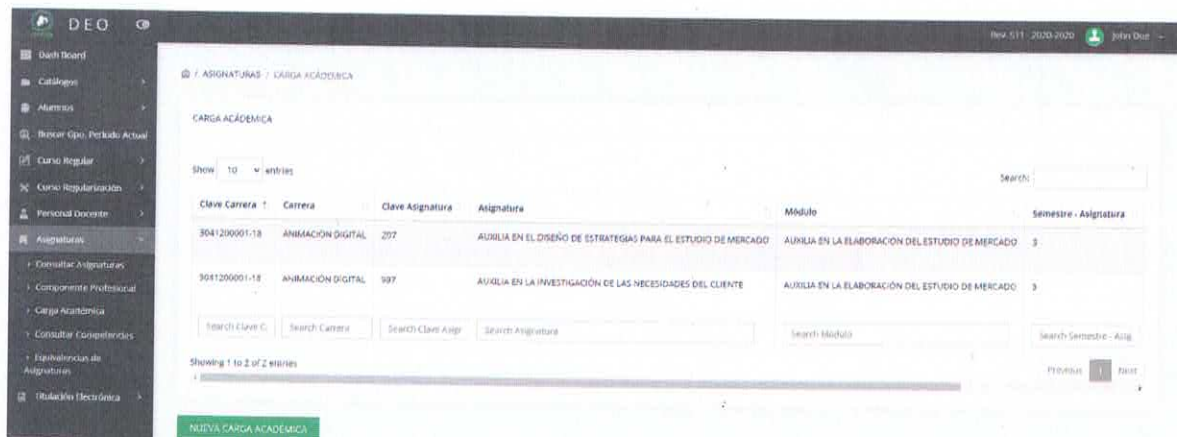 DEO
Rev. S11 2020-2020 John Doe
Dash Board
Catálogos
Alumnos
Buscar Gpo. Periodo Actual
Curso Regular
Curso Regularización
Personal Docente
Asignaturas
Consultar Asignaturas
Componente Profesional
Carga Académica
Consultar Competencias
Equivalencias de
Asignaturas
Titulación Electrónica
/ ASIGNATURAS / CARGA ACÁDEMICA
CARGA ACÁDEMICA
Show 10 entries
Search:
Clave Carrera Carrera Clave Asignatura Asignatura Módulo Semestre - Asignatura
3041200001-18 ANIMACIÓN DIGITAL 207 AUXILIA EN EL DISEÑO DE ESTRATEGIAS PARA EL ESTUDIO DE MERCADO AUXILIA EN LA ELABORACIÓN DEL ESTUDIO DE MERCADO 3
3041200001-18 ANIMACIÓN DIGITAL 997 AUXILIA EN LA INVESTIGACIÓN DE LAS NECESIDADES DEL CLIENTE AUXILIA EN LA ELABORACIÓN DEL ESTUDIO DE MERCADO 3
Search Clave C Search Carrera Search Clave Asign Search Asignatura Search Módulo Search Semestre - Asig
Showing 1 to 2 of 2 entries
Previous 1 Next
NUEVA CARGA ACADÉMICA